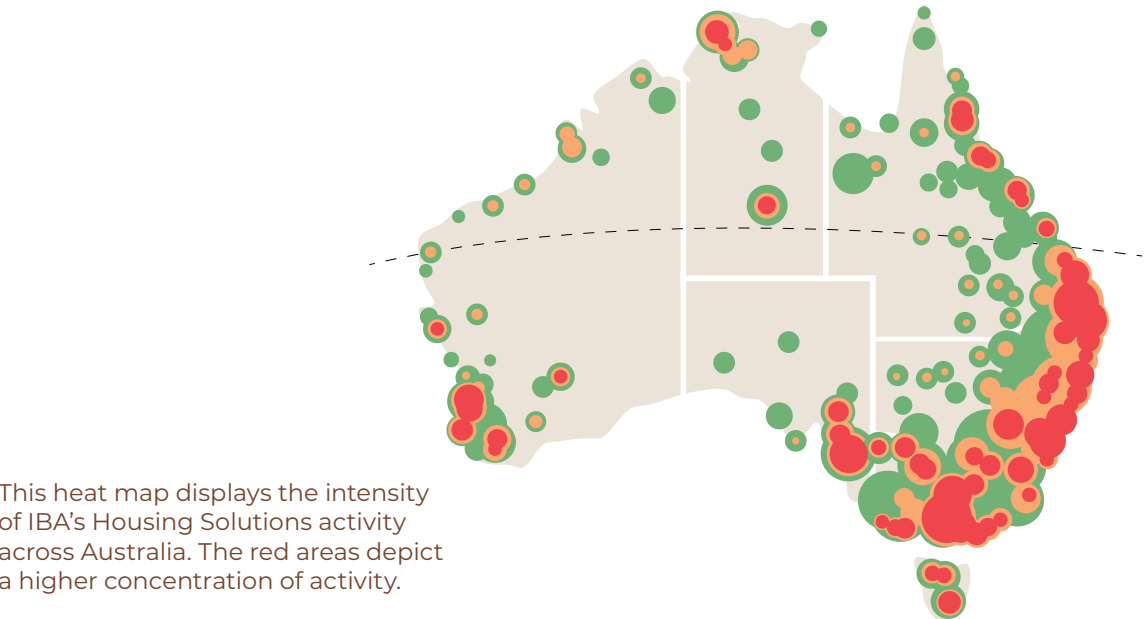 This heat map displays the intensity
of IBA’s Housing Solutions activity
across Australia. The red areas depict
a higher concentration of activity.